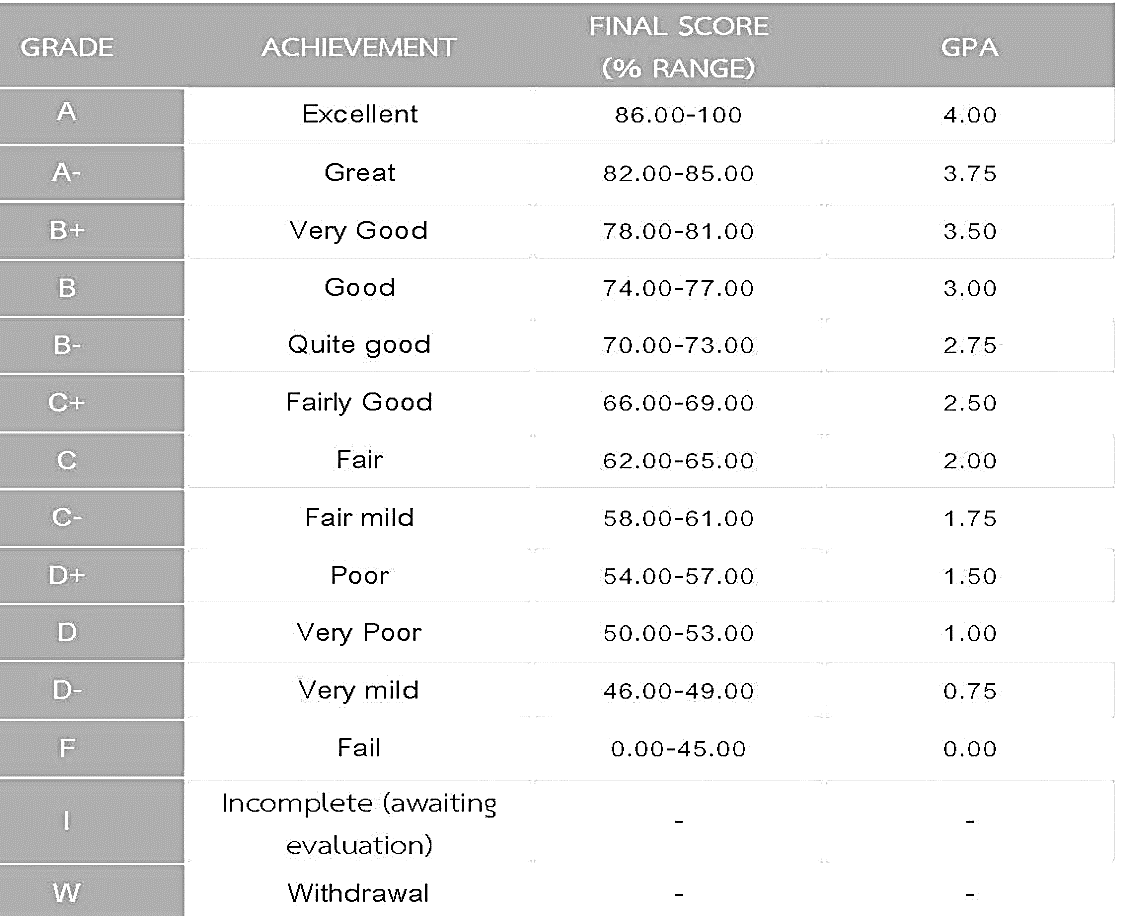 GRADE ACHIEVEMENT FINAL SCORE (% RANGE) GPA
A Excellent 86.00-100 4.00
A- Great 82.00-85.00 3.75
B+ Very Good 78.00-81.00 3.50
B Good 74.00-77.00 3.00
B- Quite good 70.00-73.00 2.75
C+ Fairly Good 66.00-69.00 2.50
C Fair 62.00-65.00 2.00
C- Fair mild 58.00-61.00 1.75
D+ Poor 54.00-57.00 1.50
D Very Poor 50.00-53.00 1.00
D- Very mild 46.00-49.00 0.75
F Fail 0.00-45.00 0.00
I Incomplete (awaiting evaluation) - -
W Withdrawal - -